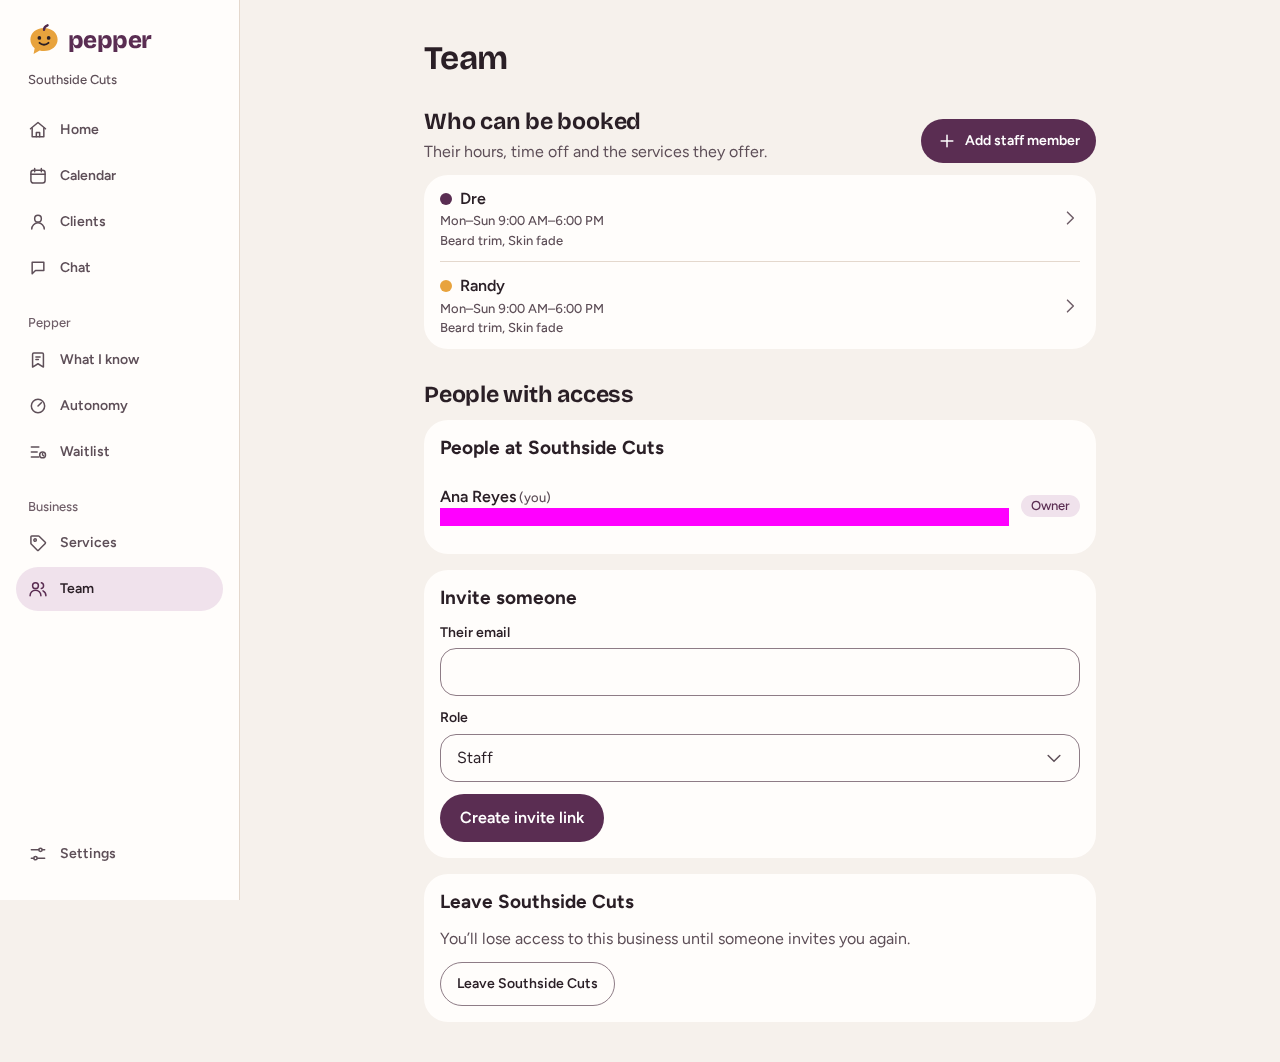 pepper
Southside Cuts
Home
Calendar
Clients
Chat
Pepper
What I know
Autonomy
Waitlist
Business
Services
Team
Settings
Team
Who can be booked
Their hours, time off and the services they offer.
Add staff member
Dre
Mon–Sun 9:00 AM–6:00 PM
Beard trim, Skin fade
Randy
Mon–Sun 9:00 AM–6:00 PM
Beard trim, Skin fade
People with access
People at Southside Cuts
Ana Reyes (you)
Owner
Invite someone
Their email
Role
Staff
Create invite link
Leave Southside Cuts
You’ll lose access to this business until someone invites you again.
Leave Southside Cuts